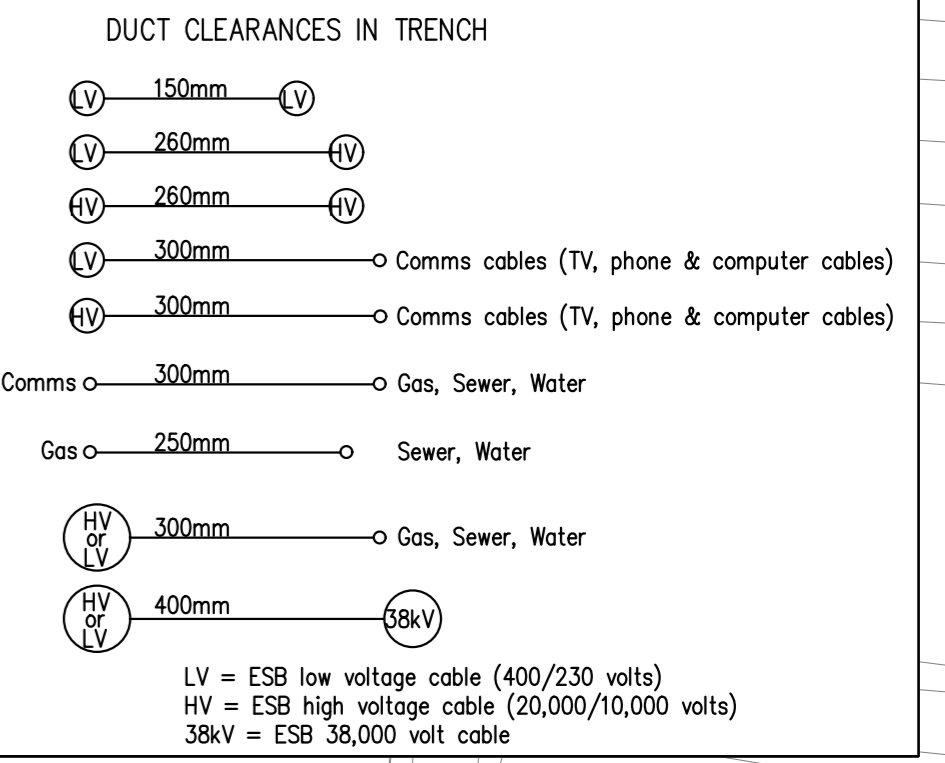 DUCT CLEARANCES IN TRENCH
LV 150mm LV
LV 260mm HV
HV 260mm HV
LV 300mm Comms cables (TV, phone & computer cables)
HV 300mm Comms cables (TV, phone & computer cables)
Comms 300mm Gas, Sewer, Water
Gas 250mm Sewer, Water
HV
or
LV
300mm Gas, Sewer, Water
HV
or
LV
400mm 38kV
LV = ESB low voltage cable (400/230 volts)
HV = ESB high voltage cable (20,000/10,000 volts)
38kV = ESB 38,000 volt cable